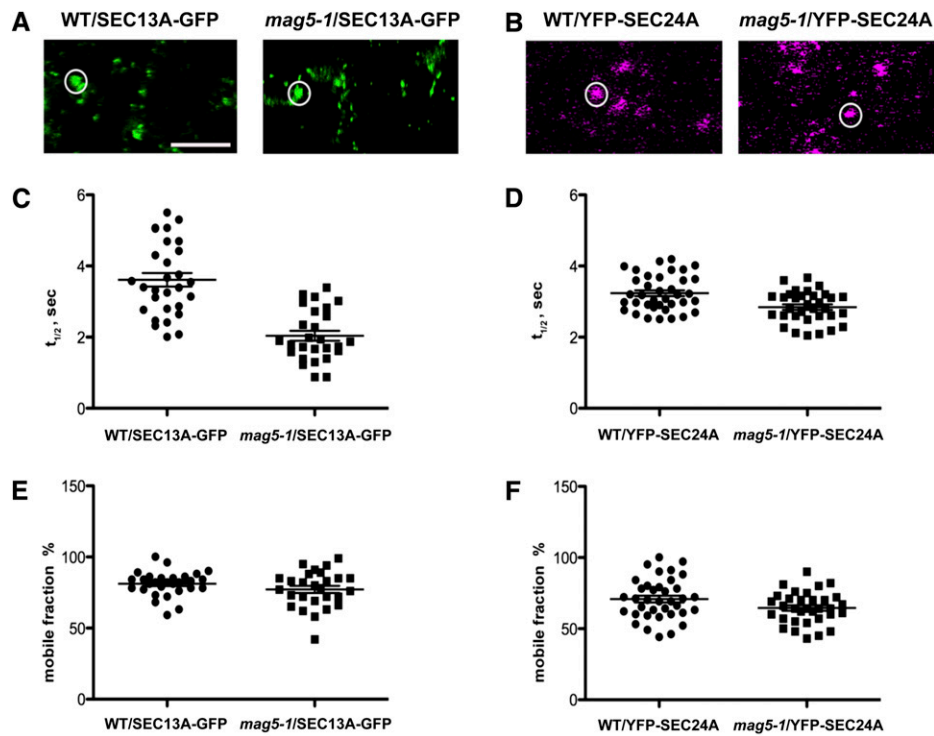 A WT/SEC13A-GFP mag5-1/SEC13A-GFP B WT/YFP-SEC24A mag5-1/YFP-SEC24A
C D
6 6
4 4
t1/2, sec t1/2, sec
2 2
0 0
WT/SEC13A-GFP mag5-1/SEC13A-GFP WT/YFP-SEC24A mag5-1/YFP-SEC24A
E F
150 150
100 100
mobile fraction % mobile fraction %
50 50
0 0
WT/SEC13A-GFP mag5-1/SEC13A-GFP WT/YFP-SEC24A mag5-1/YFP-SEC24A